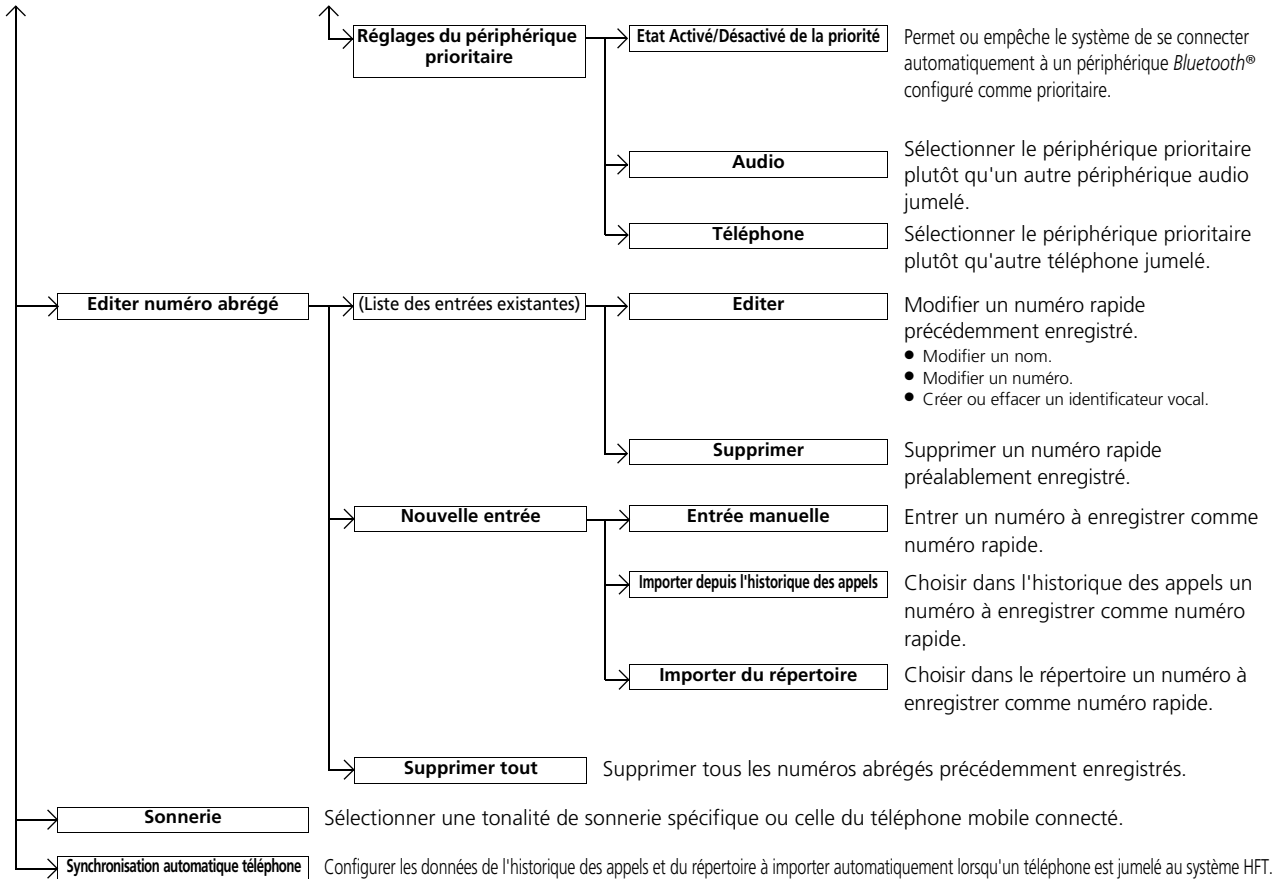 Réglages du périphérique
prioritaire
Etat Activé/Désactivé de la priorité
Permet ou empêche le système de se connecter
automatiquement à un périphérique Bluetooth®
configuré comme prioritaire.
Audio
Sélectionner le périphérique prioritaire
plutôt qu'un autre périphérique audio
jumelé.
Téléphone
Sélectionner le périphérique prioritaire
plutôt qu'autre téléphone jumelé.
Editer numéro abrégé
(Liste des entrées existantes)
Editer
Modifier un numéro rapide
précédemment enregistré.
● Modifier un nom.
● Modifier un numéro.
● Créer ou effacer un identificateur vocal.
Supprimer
Supprimer un numéro rapide
préalablement enregistré.
Nouvelle entrée
Entrée manuelle
Entrer un numéro à enregistrer comme
numéro rapide.
Importer depuis l'historique des appels
Choisir dans l'historique des appels un
numéro à enregistrer comme numéro
rapide.
Importer du répertoire
Choisir dans le répertoire un numéro à
enregistrer comme numéro rapide.
Supprimer tout
Supprimer tous les numéros abrégés précédemment enregistrés.
Sonnerie
Sélectionner une tonalité de sonnerie spécifique ou celle du téléphone mobile connecté.
Synchronisation automatique téléphone
Configurer les données de l'historique des appels et du répertoire à importer automatiquement lorsqu'un téléphone est jumelé au système HFT.